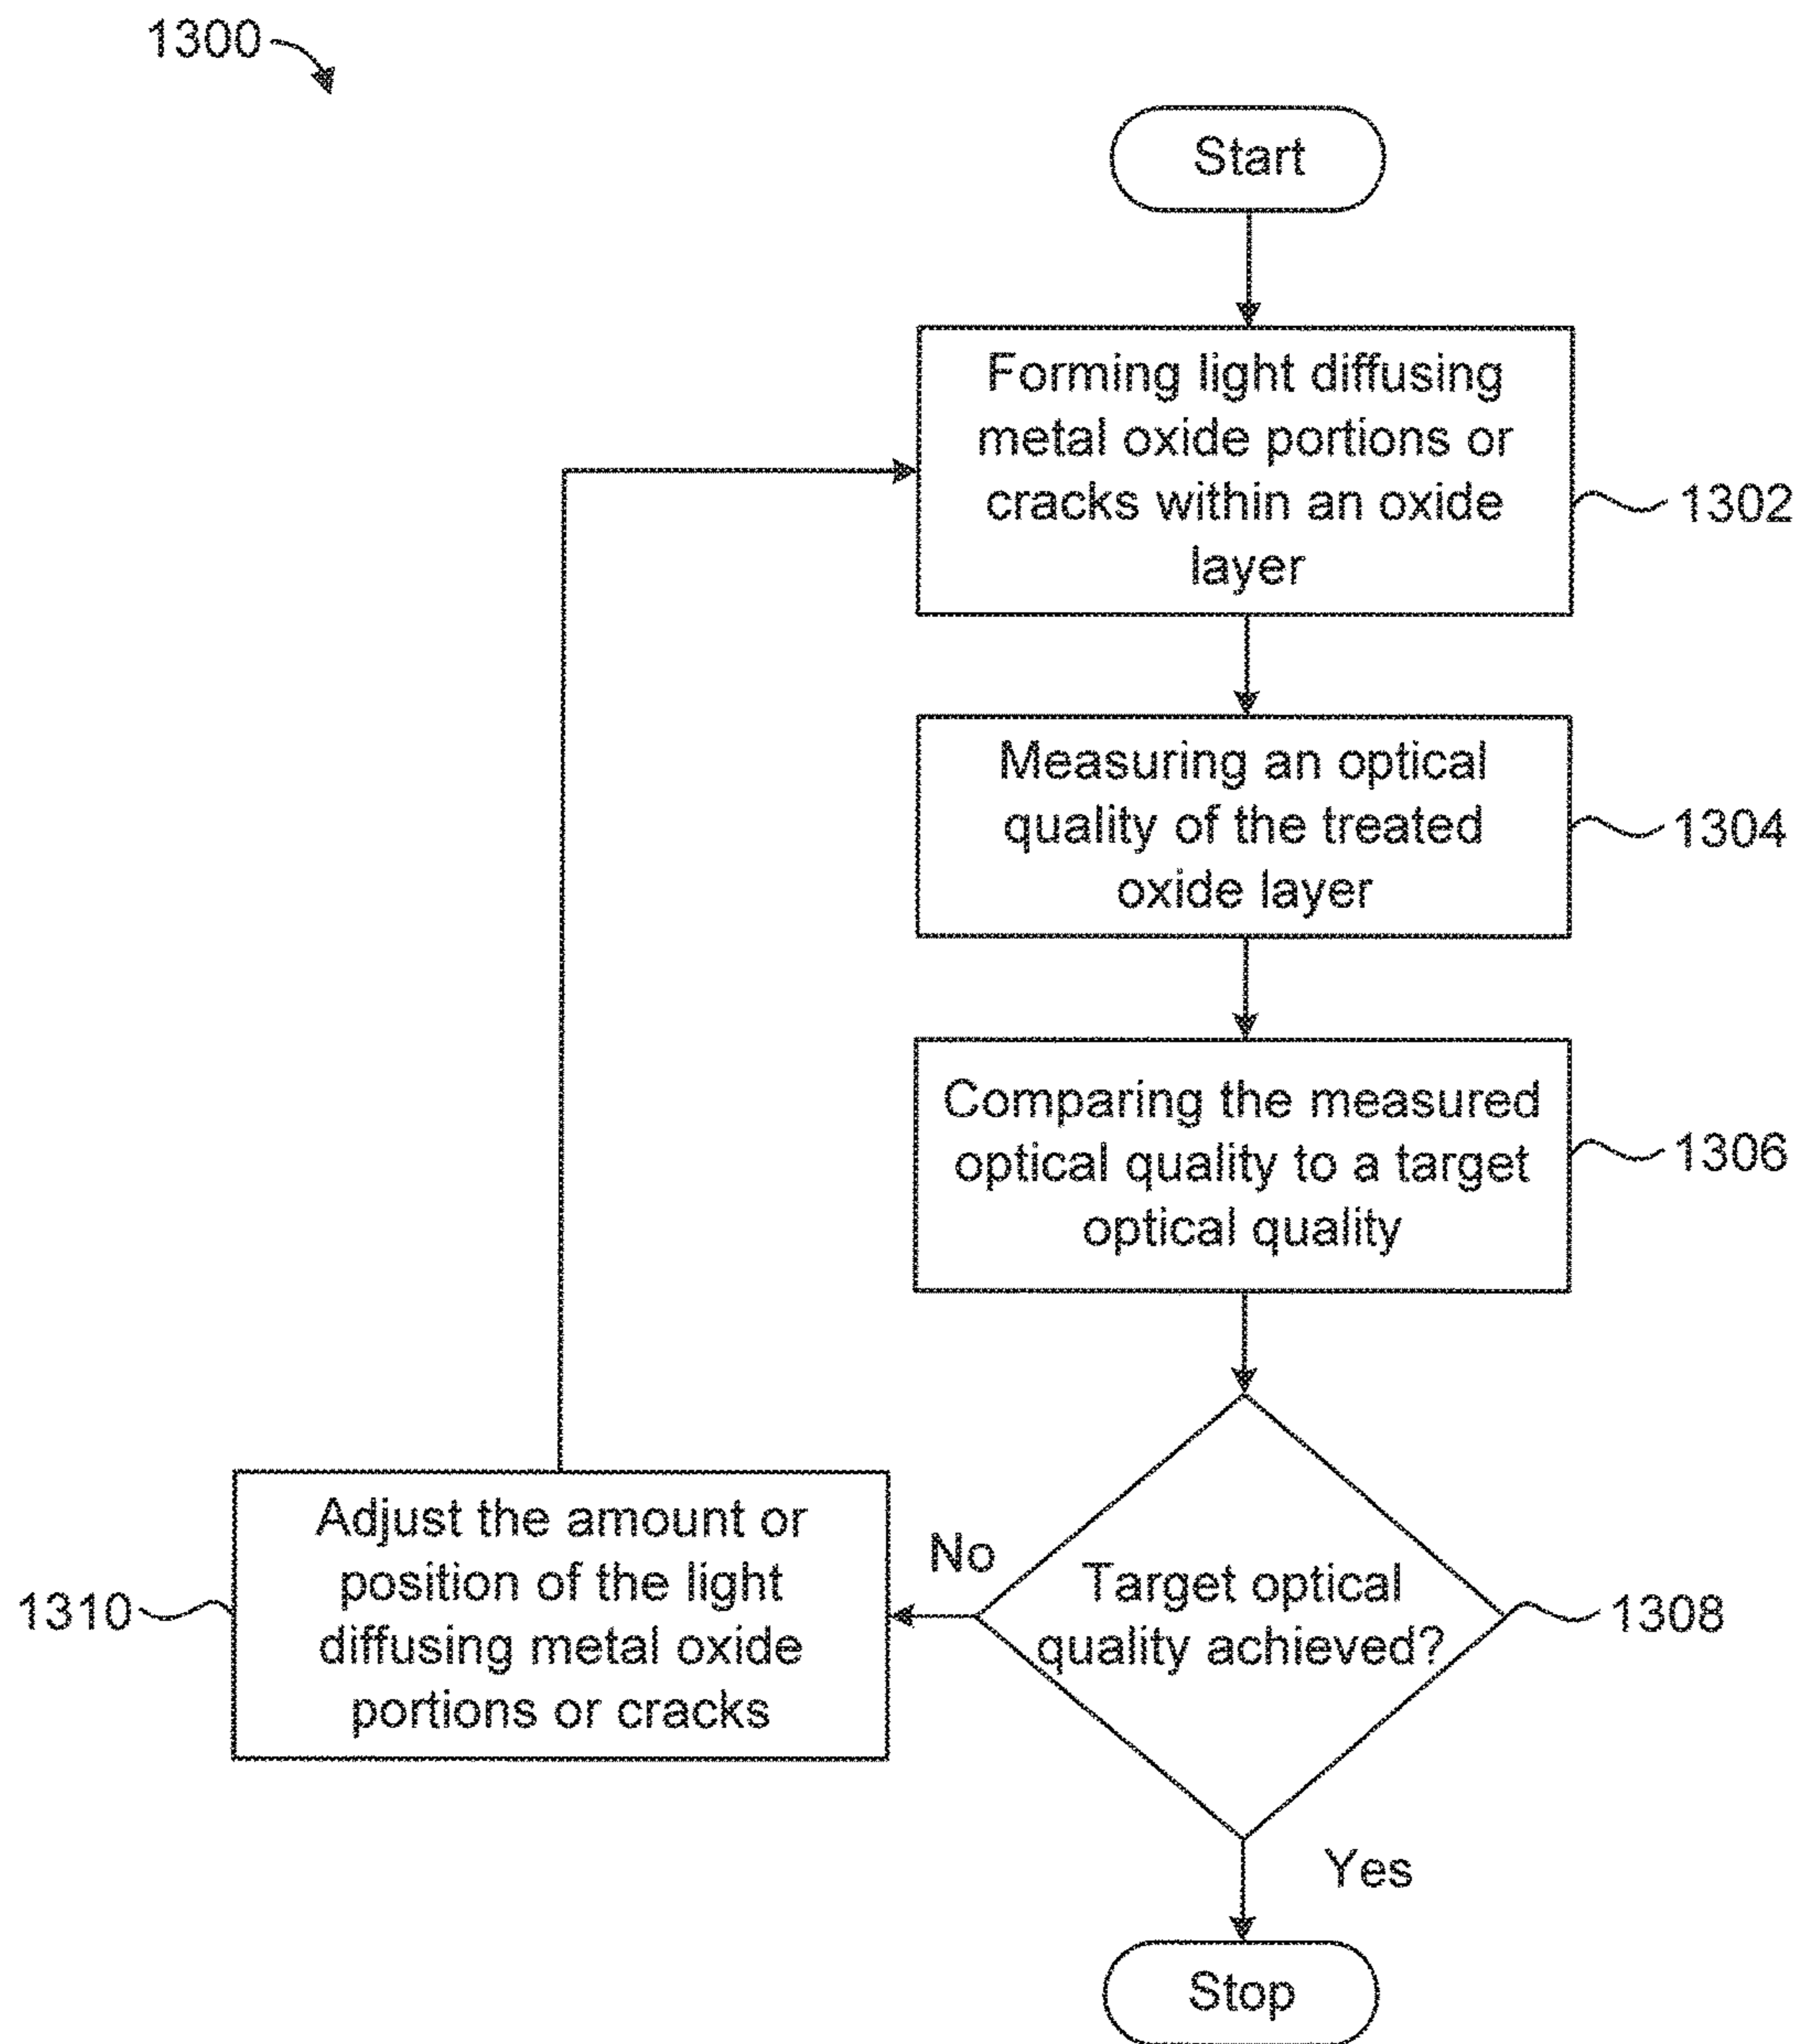 1300
Start
Forming light diffusing
metal oxide portions or
cracks within an oxide
layer
1302
Measuring an optical
quality of the treated
oxide layer
1304
Comparing the measured
optical quality to a target
optical quality
1306
Target optical
quality achieved?
1308
No
Adjust the amount or
position of the light
diffusing metal oxide
portions or cracks
1310
Yes
Stop